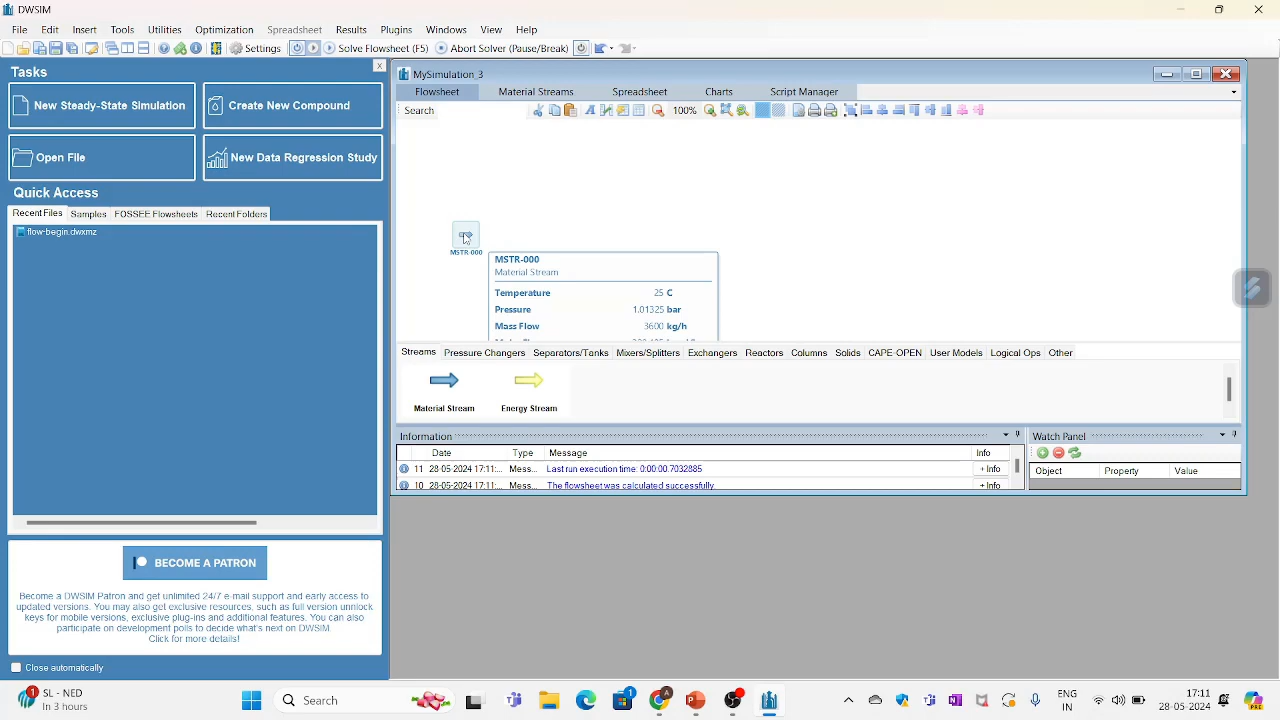 DWSIM
File Edit Insert Tools Utilities Optimization Spreadsheet Flowsheet Results Plugins Windows View Help
Settings Solve Flowsheet (F5) Abort Solver (Pause/Break)
Tasks
New Steady-State Simulation
Create New Compound
Open File
New Data Regression Study
Quick Access
Recent Files Samples FOSSEE Flowsheets Recent Folders
flow-begin.dwxmz
BECOME A PATRON
Become a DWSIM Patron and get unlimited 24/7 e-mail support and early access to
updated versions. You may also get exclusive resources, such as full version unnlock
keys for mobile versions, exclusive plug-ins and additional features. You can also
participate on development polls to decide what's next on DWSIM.
Click for more details!
Close automatically
MySimulation_3
Flowsheet Material Streams Spreadsheet Charts Script Manager
Search 100%
MSTR-000
MSTR-000
Material Stream
Temperature 25 C
Pressure 1.01325 bar
Mass Flow 3600 kg/h
Streams Pressure Changers Separators/Tanks Mixers/Splitters Exchangers Reactors Columns Solids CAPE-OPEN User Models Logical Ops Other
Material Stream Energy Stream
Information
Date Type Message Info
11 28-05-2024 17:11:... Mess... Last run execution time: 0:00:00.7032885 + Info
10 28-05-2024 17:11:... Mess... The flowsheet was calculated successfully. + Info
Watch Panel
Object Property Value
1 SL - NED
In 3 hours
Search
ENG
IN
17:11
28-05-2024